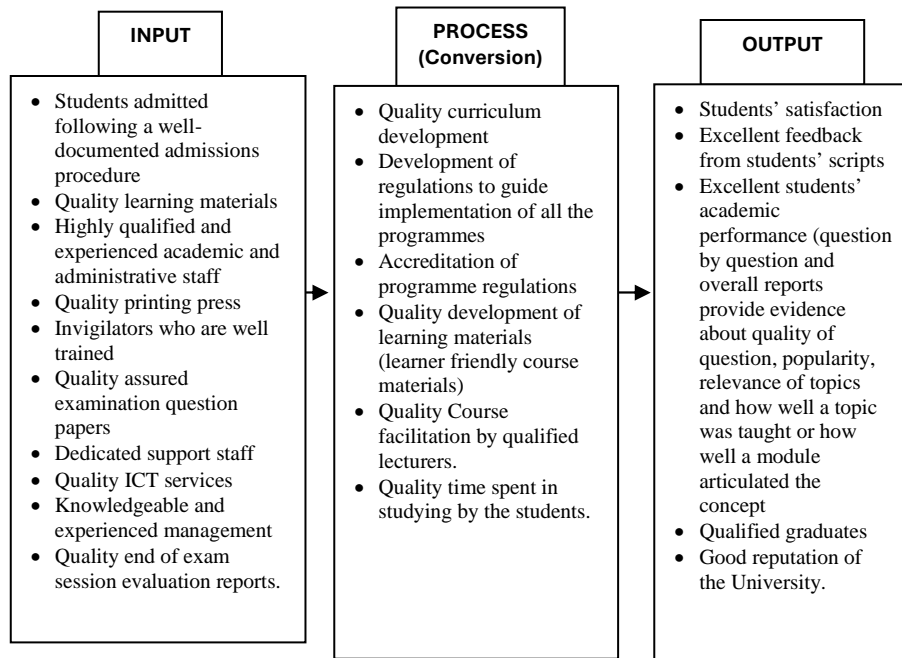 INPUT
• Students admitted
following a well-
documented admissions
procedure
• Quality learning materials
• Highly qualified and
experienced academic and
administrative staff
• Quality printing press
• Invigilators who are well
trained
• Quality assured
examination question
papers
• Dedicated support staff
• Quality ICT services
• Knowledgeable and
experienced management
• Quality end of exam
session evaluation reports.
PROCESS
(Conversion)
• Quality curriculum
development
• Development of
regulations to guide
implementation of all the
programmes
• Accreditation of
programme regulations
• Quality development of
learning materials
(learner friendly course
materials)
• Quality Course
facilitation by qualified
lecturers.
• Quality time spent in
studying by the students.
OUTPUT
• Students’ satisfaction
• Excellent feedback
from students’ scripts
• Excellent students’
academic
performance (question
by question and
overall reports
provide evidence
about quality of
question, popularity,
relevance of topics
and how well a topic
was taught or how
well a module
articulated the
concept
• Qualified graduates
• Good reputation of
the University.